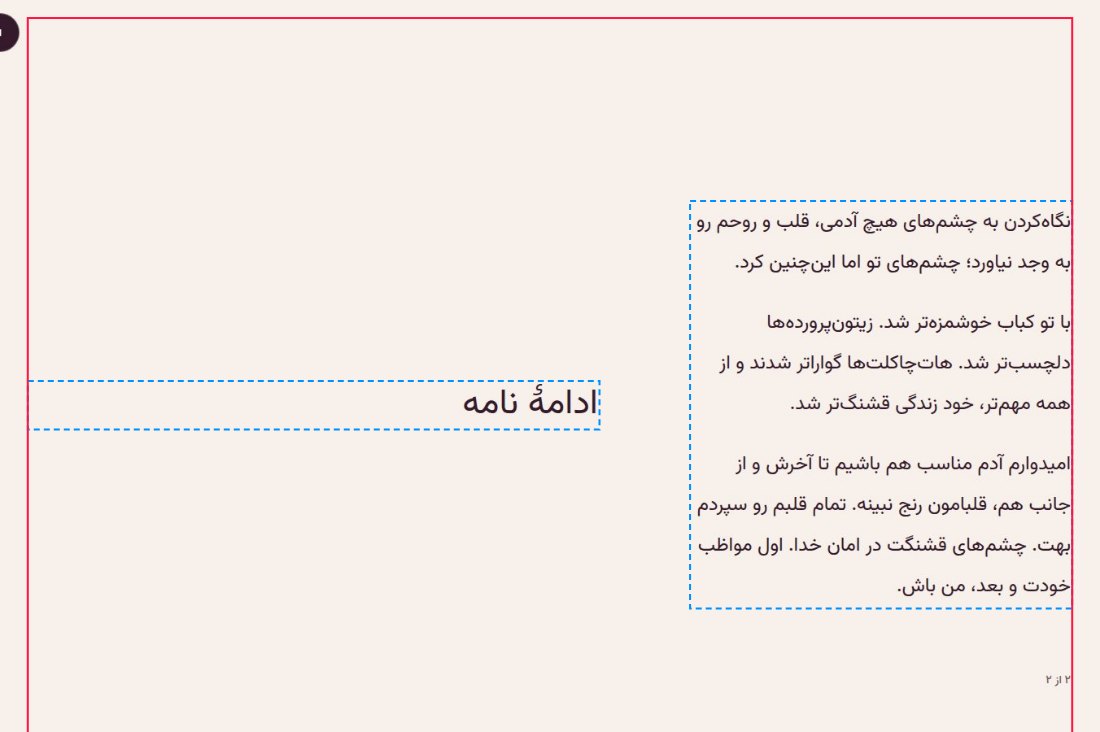 نگاه‌کردن به چشم‌های هیچ آدمی، قلب و روحم رو
به وجد نیاورد؛ چشم‌های تو اما این‌چنین کرد.
با تو کباب خوشمزه‌تر شد. زیتون‌پرورده‌ها
دلچسب‌تر شد. هات‌چاکلت‌ها گواراتر شدند و از
همه مهم‌تر، خود زندگی قشنگ‌تر شد.
امیدوارم آدم مناسب هم باشیم تا آخرش و از
جانب هم، قلبامون رنج نبینه. تمام قلبم رو سپردم
بهت. چشم‌های قشنگت در امان خدا. اول مواظب
خودت و بعد، من باش.
ادامهٔ نامه
۲ از ۲